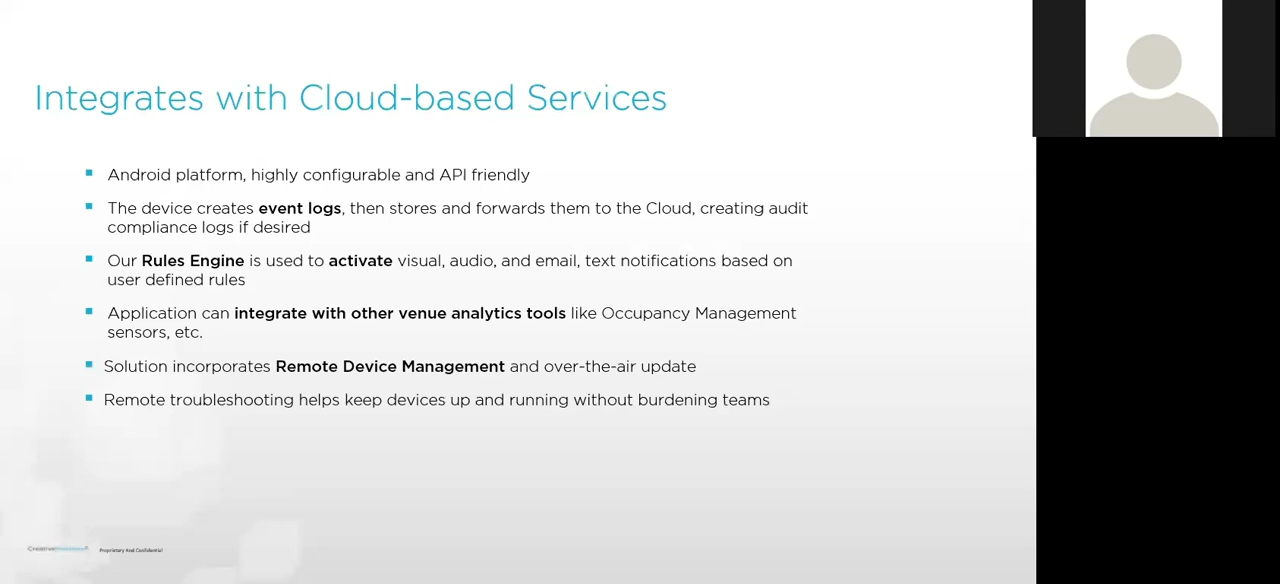 Integrates with Cloud-based Services
Android platform, highly configurable and API friendly
The device creates event logs, then stores and forwards them to the Cloud, creating audit
compliance logs if desired
Our Rules Engine is used to activate visual, audio, and email, text notifications based on
user defined rules
Application can integrate with other venue analytics tools like Occupancy Management
sensors, etc.
Solution incorporates Remote Device Management and over-the-air update
Remote troubleshooting helps keep devices up and running without burdening teams
Proprietary And Confidential